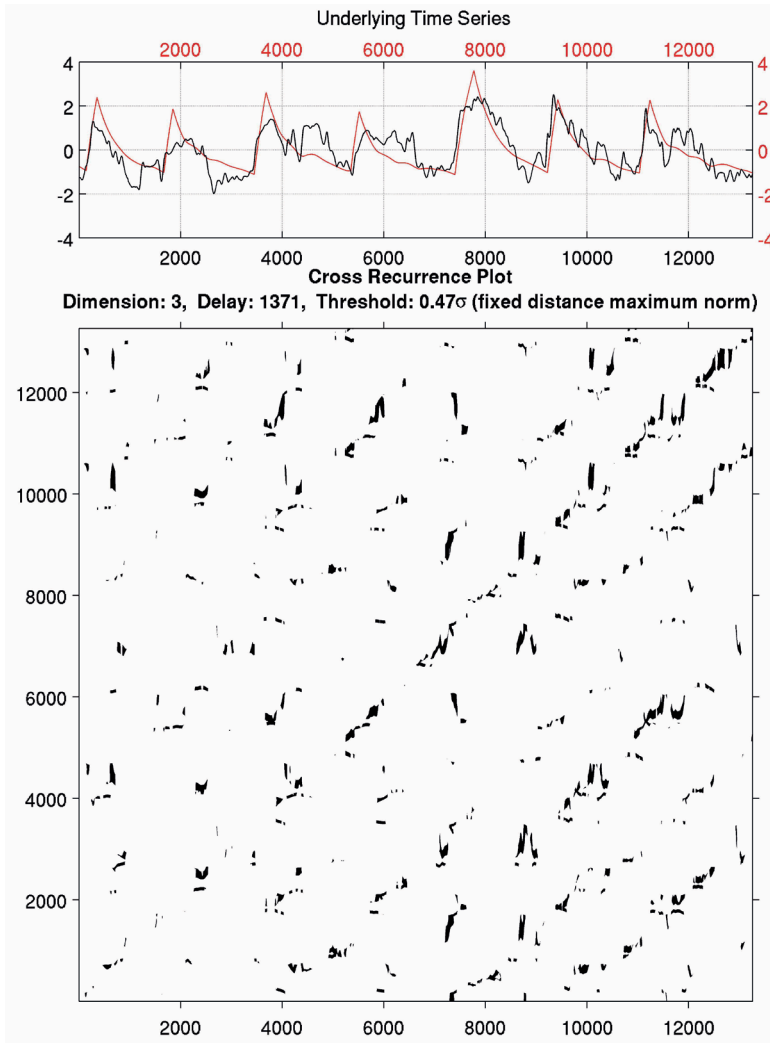 Underlying Time Series
2000 4000 6000 8000 10000 12000
4 4
2 2
0 0
-2 -2
-4 -4
2000 4000 6000 8000 10000 12000
Cross Recurrence Plot
Dimension: 3, Delay: 1371, Threshold: 0.47σ (fixed distance maximum norm)
12000
10000
8000
6000
4000
2000
2000 4000 6000 8000 10000 12000